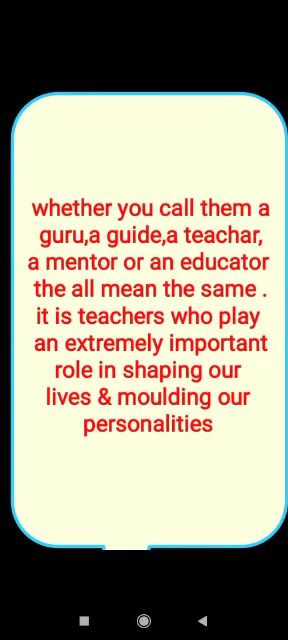 whether you call them a
guru,a guide,a teachar,
a mentor or an educator
the all mean the same .
it is teachers who play
an extremely important
role in shaping our
lives & moulding our
personalities